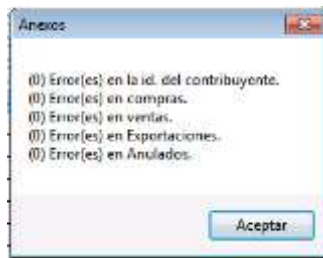 Anexos
(0) Error(es) en la id. del contribuyente.
(0) Error(es) en compras.
(0) Error(es) en ventas.
(0) Error(es) en Exportaciones.
(0) Error(es) en Anulados.
Aceptar